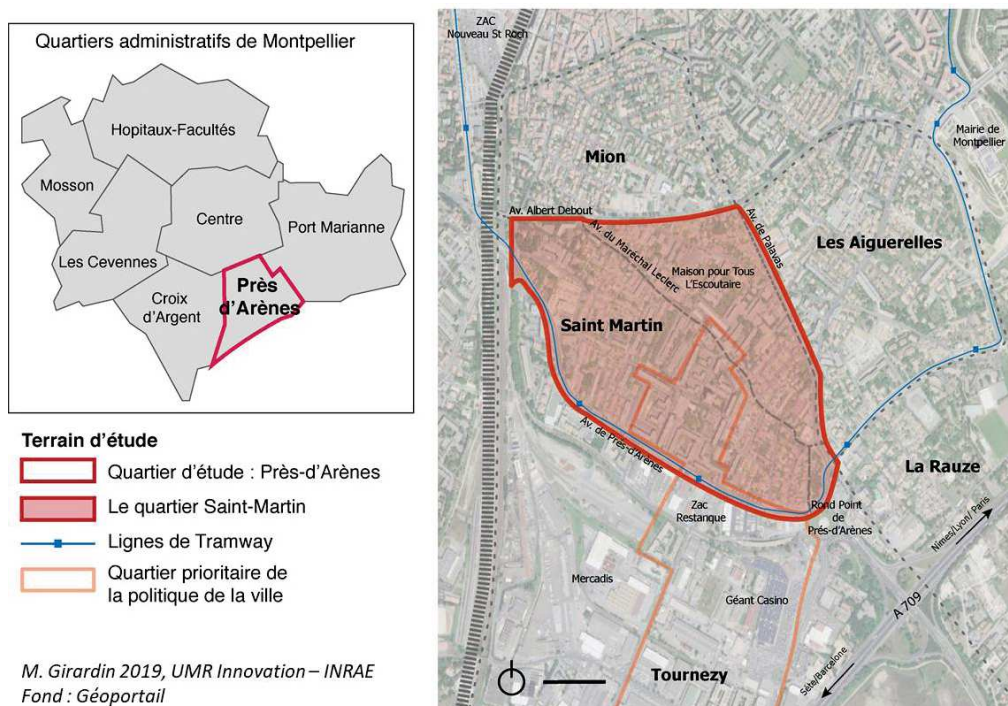 Quartiers administratifs de Montpellier
Hopitaux-Facultés
Mosson
Centre
Port Marianne
Les Cevennes
Près
d'Arènes
Croix
d'Argent
Terrain d'étude
Quartier d'étude : Près-d'Arènes
Le quartier Saint-Martin
Lignes de Tramway
Quartier prioritaire de
la politique de la ville
M. Girardin 2019, UMR Innovation – INRAE
Fond : Géoportail
ZAC
Nouveau St Roch
Mairie de
Montpellier
Mion
Av. Albert Debout
Av. de Palavas
Av. du Maréchal Leclerc
Les Aiguerelles
Maison pour Tous
L'Escoutaire
Saint Martin
Av. de Près-d'Arènes
La Rauze
Zac
Restanque
Rond Point
de
Prés-d'Arènes
Nîmes/Lyon/ Paris
Mercadis
Géant Casino
A 709
Tournezy
Séte/Barcelone